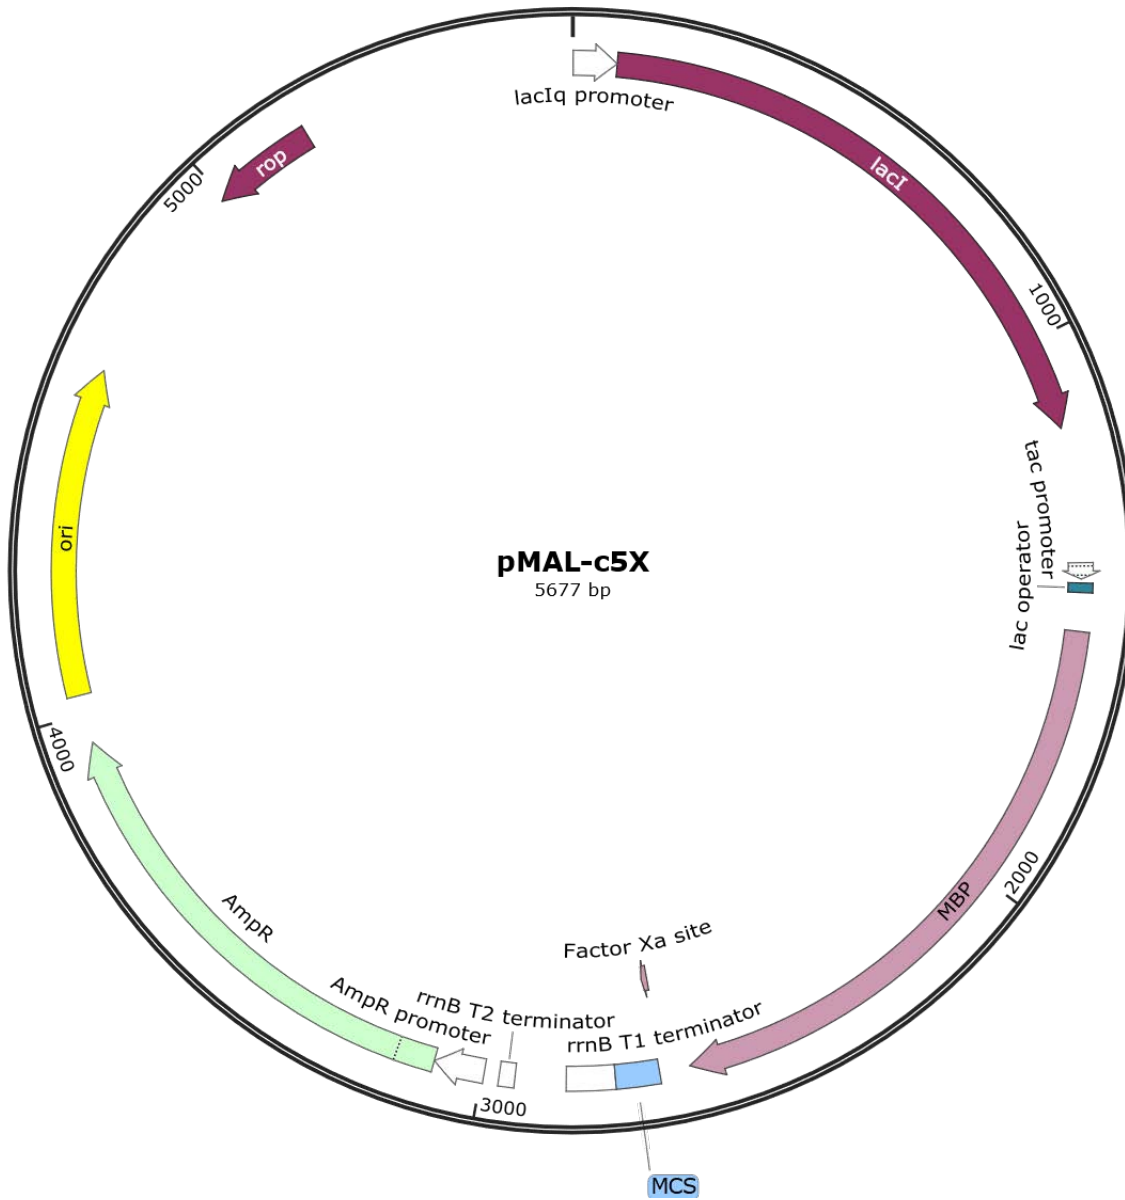 lacIq promoter
lacI
rop
5000
1000
tac promoter
lac operator
ori
pMAL-c5X
5677 bp
4000
2000
MBP
AmpR
Factor Xa site
AmpR promoter
rrnB T2 terminator
rrnB T1 terminator
3000
MCS